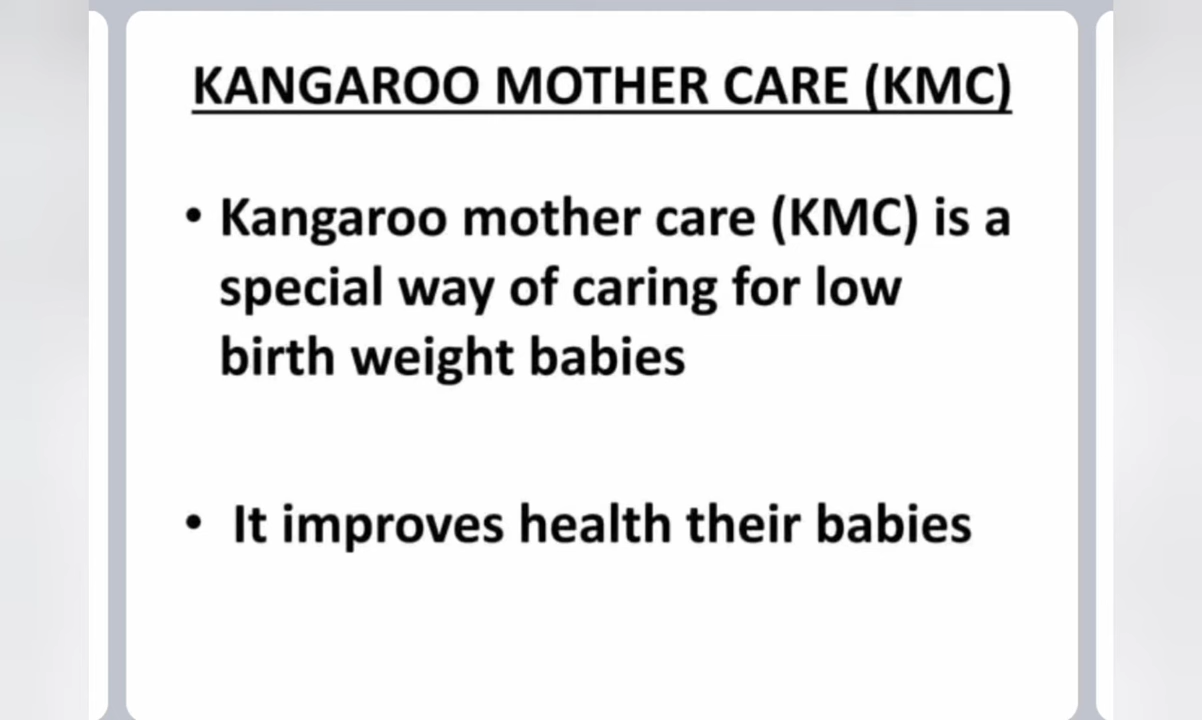 KANGAROO MOTHER CARE (KMC)
• Kangaroo mother care (KMC) is a
special way of caring for low
birth weight babies
• It improves health their babies